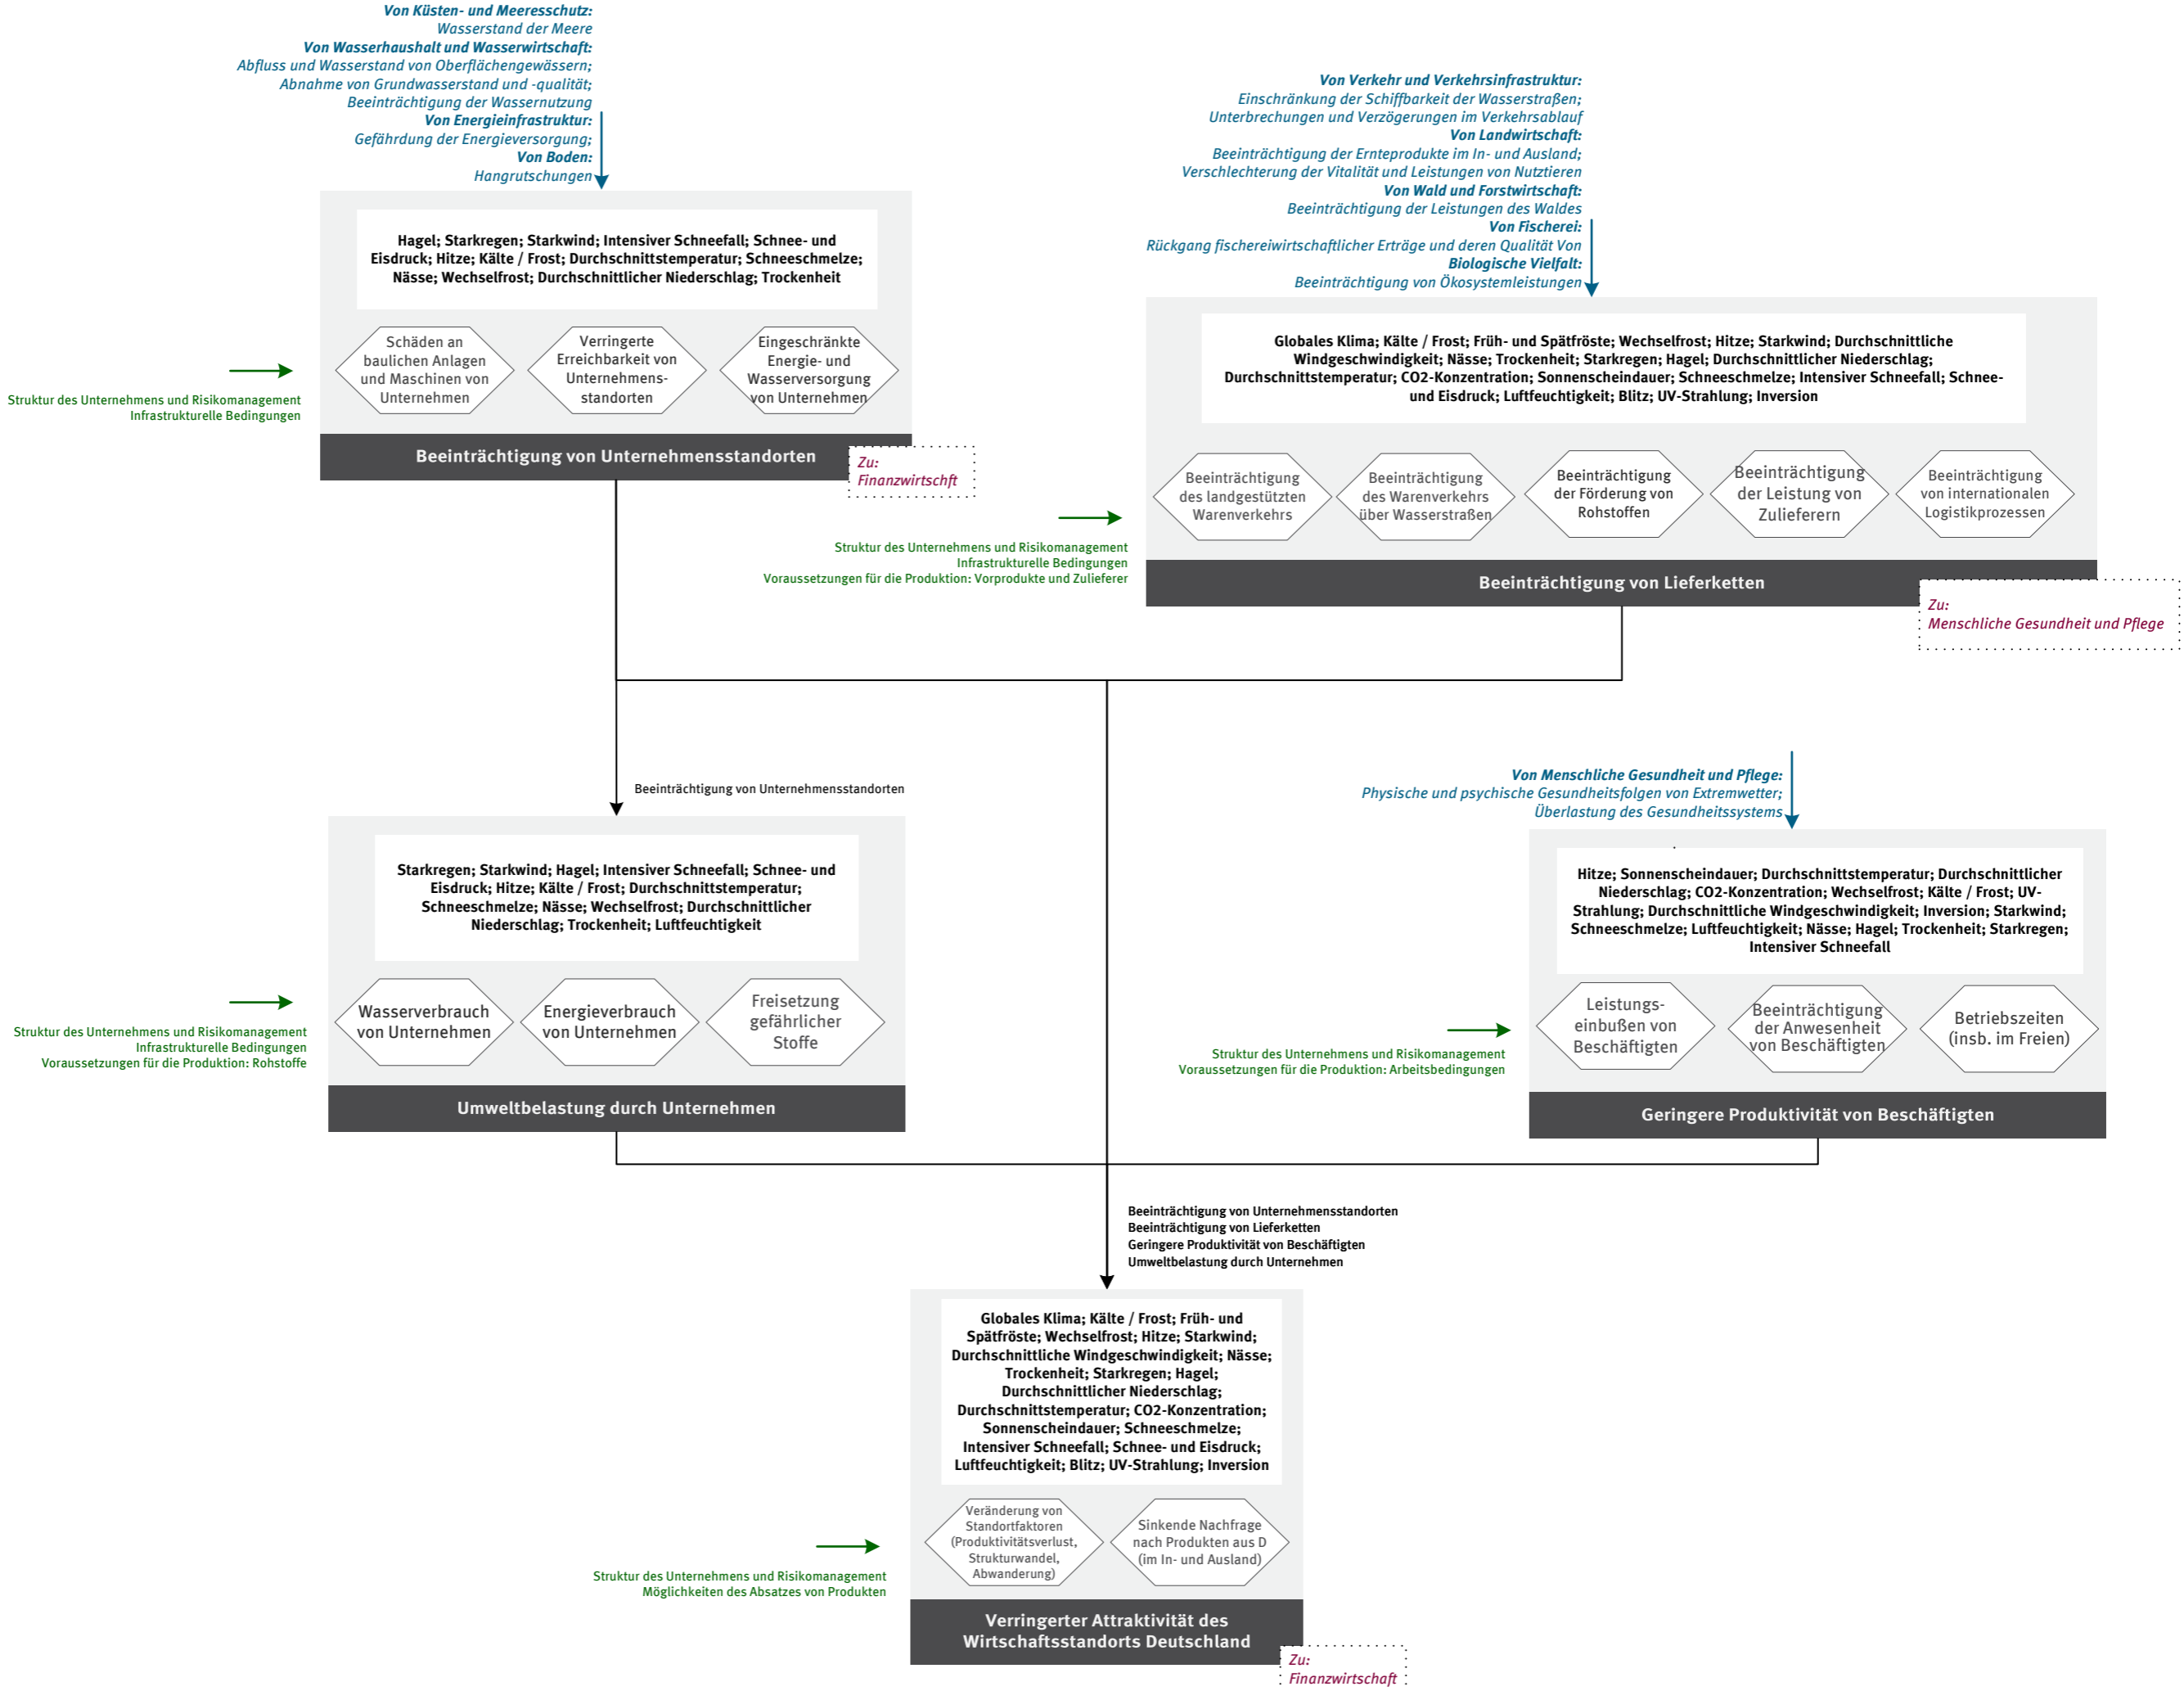 Von Küsten- und Meeresschutz:
Wasserstand der Meere
Von Wasserhaushalt und Wasserwirtschaft:
Abfluss und Wasserstand von Oberflächengewässern;
Abnahme von Grundwasserstand und -qualität;
Beeinträchtigung der Wassernutzung
Von Energieinfrastruktur:
Gefährdung der Energieversorgung;
Von Boden:
Hangrutschungen
Hagel; Starkregen; Starkwind; Intensiver Schneefall; Schnee- und
Eisdruck; Hitze; Kälte / Frost; Durchschnittstemperatur; Schneeschmelze;
Nässe; Wechselfrost; Durchschnittlicher Niederschlag; Trockenheit
Schäden an
baulichen Anlagen
und Maschinen von
Unternehmen
Verringerte
Erreichbarkeit von
Unternehmens-
standorten
Eingeschränkte
Energie- und
Wasserversorgung
von Unternehmen
Struktur des Unternehmens und Risikomanagement
Infrastrukturelle Bedingungen
Beeinträchtigung von Unternehmensstandorten
Zu:
Finanzwirtschft
Von Verkehr und Verkehrsinfrastruktur:
Einschränkung der Schiffbarkeit der Wasserstraßen;
Unterbrechungen und Verzögerungen im Verkehrsablauf
Von Landwirtschaft:
Beeinträchtigung der Ernteprodukte im In- und Ausland;
Verschlechterung der Vitalität und Leistungen von Nutztieren
Von Wald und Forstwirtschaft:
Beeinträchtigung der Leistungen des Waldes
Von Fischerei:
Rückgang fischereiwirtschaftlicher Erträge und deren Qualität Von
Biologische Vielfalt:
Beeinträchtigung von Ökosystemleistungen
Globales Klima; Kälte / Frost; Früh- und Spätfröste; Wechselfrost; Hitze; Starkwind; Durchschnittliche
Windgeschwindigkeit; Nässe; Trockenheit; Starkregen; Hagel; Durchschnittlicher Niederschlag;
Durchschnittstemperatur; CO2-Konzentration; Sonnenscheindauer; Schneeschmelze; Intensiver Schneefall; Schnee-
und Eisdruck; Luftfeuchtigkeit; Blitz; UV-Strahlung; Inversion
Beeinträchtigung
des landgestützten
Warenverkehrs
Beeinträchtigung
des Warenverkehrs
über Wasserstraßen
Beeinträchtigung
der Förderung von
Rohstoffen
Beeinträchtigung
der Leistung von
Zulieferern
Beeinträchtigung
von internationalen
Logistikprozessen
Struktur des Unternehmens und Risikomanagement
Infrastrukturelle Bedingungen
Voraussetzungen für die Produktion: Vorprodukte und Zulieferer
Beeinträchtigung von Lieferketten
Zu:
Menschliche Gesundheit und Pflege
Beeinträchtigung von Unternehmensstandorten
Starkregen; Starkwind; Hagel; Intensiver Schneefall; Schnee- und
Eisdruck; Hitze; Kälte / Frost; Durchschnittstemperatur;
Schneeschmelze; Nässe; Wechselfrost; Durchschnittlicher
Niederschlag; Trockenheit; Luftfeuchtigkeit
Wasserverbrauch
von Unternehmen
Energieverbrauch
von Unternehmen
Freisetzung
gefährlicher
Stoffe
Struktur des Unternehmens und Risikomanagement
Infrastrukturelle Bedingungen
Voraussetzungen für die Produktion: Rohstoffe
Umweltbelastung durch Unternehmen
Von Menschliche Gesundheit und Pflege:
Physische und psychische Gesundheitsfolgen von Extremwetter;
Überlastung des Gesundheitssystems
Hitze; Sonnenscheindauer; Durchschnittstemperatur; Durchschnittlicher
Niederschlag; CO2-Konzentration; Wechselfrost; Kälte / Frost; UV-
Strahlung; Durchschnittliche Windgeschwindigkeit; Inversion; Starkwind;
Schneeschmelze; Luftfeuchtigkeit; Nässe; Hagel; Trockenheit; Starkregen;
Intensiver Schneefall
Leistungs-
einbußen von
Beschäftigten
Beeinträchtigung
der Anwesenheit
von Beschäftigten
Betriebszeiten
(insb. im Freien)
Struktur des Unternehmens und Risikomanagement
Voraussetzungen für die Produktion: Arbeitsbedingungen
Geringere Produktivität von Beschäftigten
Beeinträchtigung von Unternehmensstandorten
Beeinträchtigung von Lieferketten
Geringere Produktivität von Beschäftigten
Umweltbelastung durch Unternehmen
Globales Klima; Kälte / Frost; Früh- und
Spätfröste; Wechselfrost; Hitze; Starkwind;
Durchschnittliche Windgeschwindigkeit; Nässe;
Trockenheit; Starkregen; Hagel;
Durchschnittlicher Niederschlag;
Durchschnittstemperatur; CO2-Konzentration;
Sonnenscheindauer; Schneeschmelze;
Intensiver Schneefall; Schnee- und Eisdruck;
Luftfeuchtigkeit; Blitz; UV-Strahlung; Inversion
Veränderung von
Standortfaktoren
(Produktivitätsverlust,
Strukturwandel,
Abwanderung)
Sinkende Nachfrage
nach Produkten aus D
(im In- und Ausland)
Struktur des Unternehmens und Risikomanagement
Möglichkeiten des Absatzes von Produkten
Verringerter Attraktivität des
Wirtschaftsstandorts Deutschland
Zu:
Finanzwirtschaft